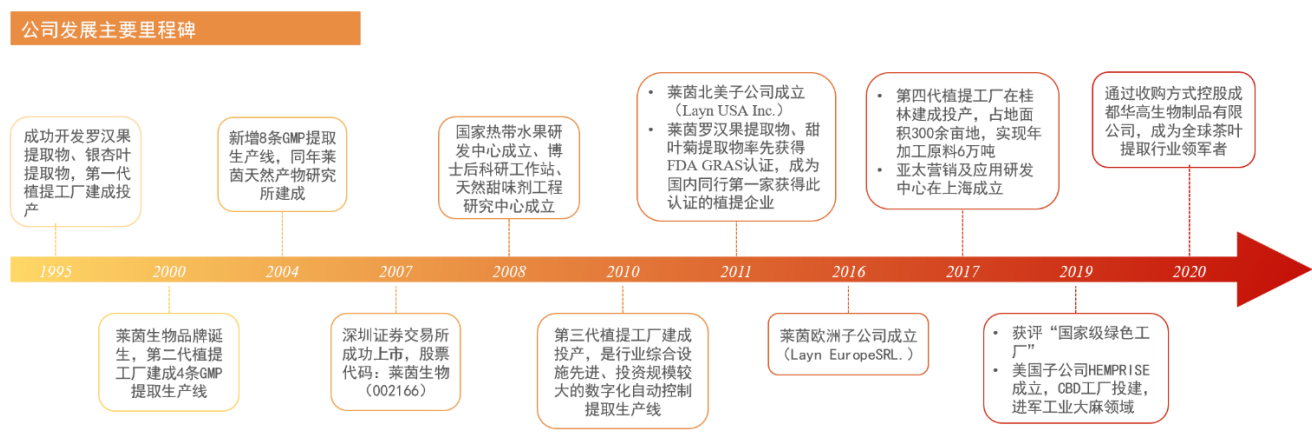 公司发展主要里程碑
成功开发罗汉果
提取物、银杏叶
提取物，第一代
植提工厂建成投
产
新增8条GMP提取
生产线，同年莱
茵天然产物研究
所建成
国家热带水果研
发中心成立、博
士后科研工作站、
天然甜味剂工程
研究中心成立
• 莱茵北美子公司成立
（Layn USA Inc.）
• 莱茵罗汉果提取物、甜
叶菊提取物率先获得
FDA GRAS认证，成为
国内同行第一家获得此
认证的植提企业
• 第四代植提工厂在桂
林建成投产，占地面
积300余亩地，实现年
加工原料6万吨
• 亚太营销及应用研发
中心在上海成立
通过收购方式控股成
都华高生物制品有限
公司，成为全球茶叶
提取行业领军者
1995 2000 2004 2007 2008 2010 2011 2016 2017 2019 2020
莱茵生物品牌诞
生，第二代植提
工厂建成4条GMP
提取生产线
深圳证券交易所
成功上市，股票
代码：莱茵生物
（002166）
第三代植提工厂建成
投产，是行业综合设
施先进、投资规模较
大的数字化自动控制
提取生产线
莱茵欧洲子公司成立
（Layn EuropeSRL.）
• 获评“国家级绿色工
厂”
• 美国子公司HEMPRISE
成立，CBD工厂投建，
进军工业大麻领域